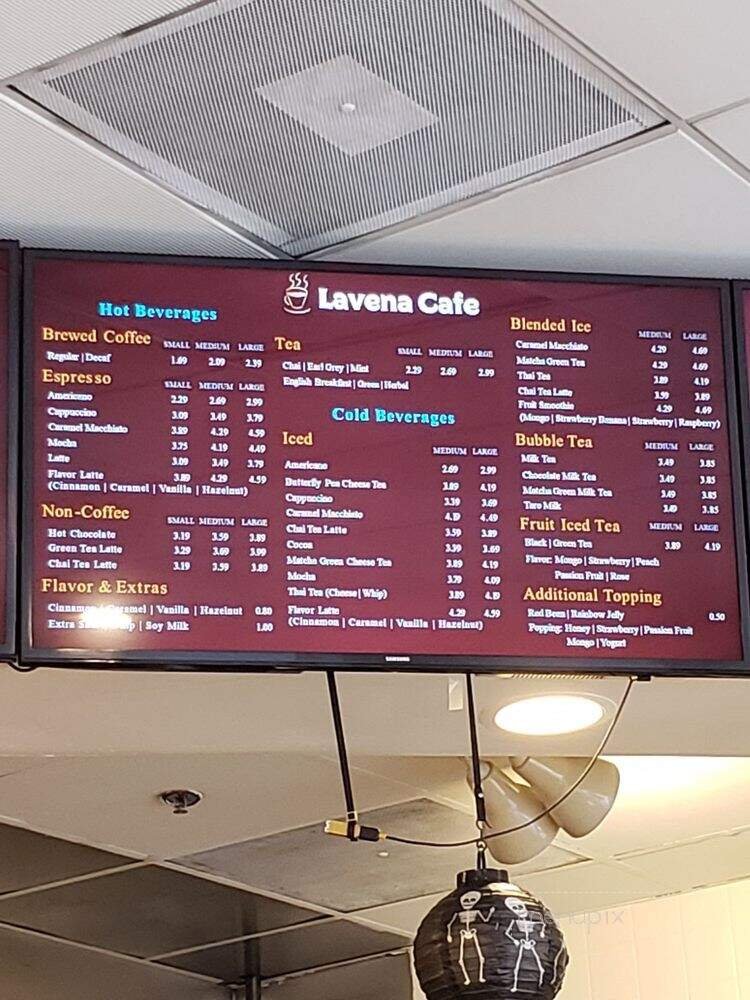 Lavena Cafe
Hot Beverages
Brewed Coffee SMALL MEDIUM LARGE
Regular | Decaf 1.69 2.09 2.39
Espresso SMALL MEDIUM LARGE
Americano 2.29 2.69 2.99
Cappuccino 3.09 3.49 3.79
Caramel Macchiato 3.89 4.29 4.59
Mocha 3.75 4.19 4.49
Latte 3.09 3.49 3.79
Flavor Latte 3.89 4.29 4.59
(Cinnamon | Caramel | Vanilla | Hazelnut)
Non-Coffee SMALL MEDIUM LARGE
Hot Chocolate 3.19 3.59 3.89
Green Tea Latte 3.29 3.69 3.99
Chai Tea Latte 3.19 3.59 3.89
Flavor & Extras
Cinnamon | Caramel | Vanilla | Hazelnut 0.80
Extra | Soy Milk 1.00
Tea SMALL MEDIUM LARGE
Chai | Earl Grey | Mint 2.29 2.69 2.99
English Breakfast | Green | Herbal
Cold Beverages
Iced MEDIUM LARGE
Americano 2.69 2.99
Butterfly Pea Cheese Tea 3.89 4.19
Cappuccino 3.39 3.69
Caramel Macchiato 4.19 4.49
Chai Tea Latte 3.59 3.89
Cocoa 3.39 3.69
Matcha Green Cheese Tea 3.89 4.19
Mocha 3.79 4.09
Thai Tea (Cheese | Whip) 3.89 4.19
Flavor Latte 4.29 4.59
(Cinnamon | Caramel | Vanilla | Hazelnut)
Blended Ice MEDIUM LARGE
Caramel Macchiato 4.29 4.69
Matcha Green Tea 4.29 4.69
Thai Tea 3.89 4.19
Chai Tea Latte 3.59 3.89
Fruit Smoothie 4.29 4.69
(Mongo | Strawberry Banana | Strawberry | Raspberry)
Bubble Tea MEDIUM LARGE
Milk Tea 3.49 3.85
Chocolate Milk Tea 3.49 3.85
Matcha Green Milk Tea 3.49 3.85
Taro Milk 3.49 3.85
Fruit Iced Tea MEDIUM LARGE
Black | Green Tea 3.89 4.19
Flavor: Mongo | Strawberry | Peach
Passion Fruit | Rose
Additional Topping
Red Been | Rainbow Jelly 0.50
Popping: Honey | Strawberry | Passion Fruit
Mongo | Yogurt
SAMSUNG
menupix